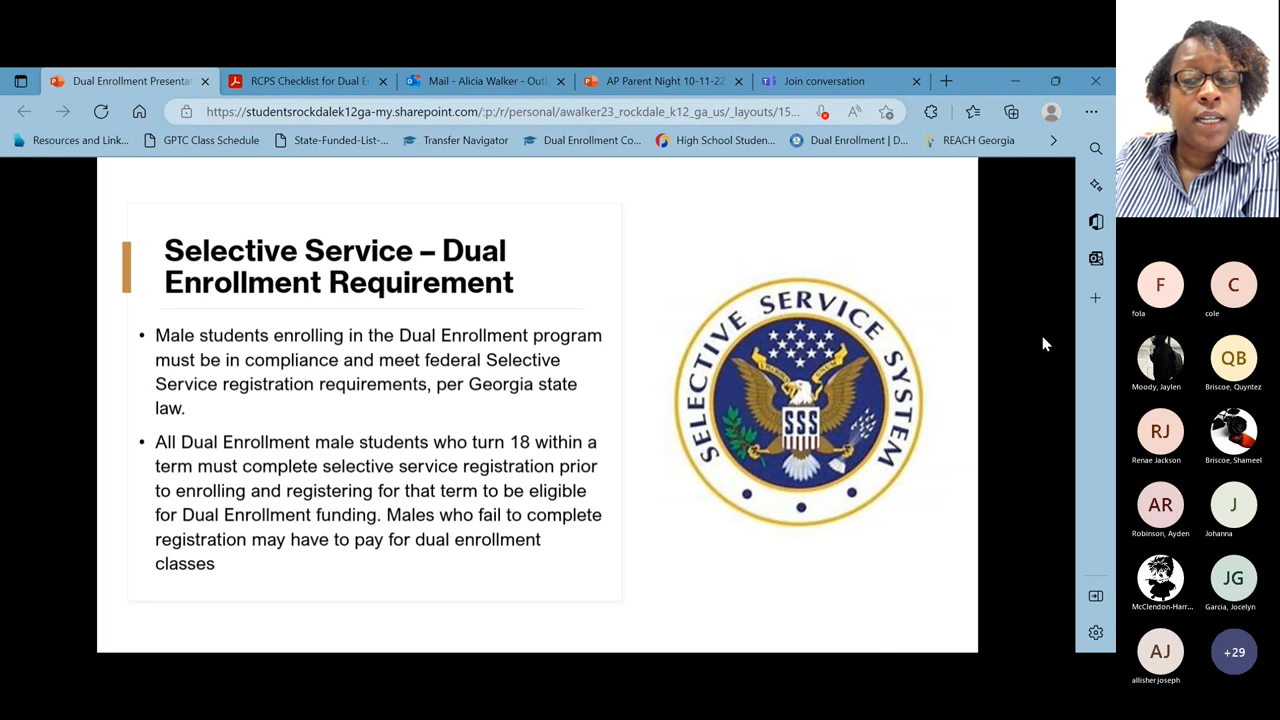 Dual Enrollment Presentat
RCPS Checklist for Dual E
Mail - Alicia Walker - Outl
AP Parent Night 10-11-22
Join conversation
https://studentsrockdalek12ga-my.sharepoint.com/:p:/r/personal/awalker23_rockdale_k12_ga_us/_layouts/15...
Resources and Link...
GPTC Class Schedule
State-Funded-List-...
Transfer Navigator
Dual Enrollment Co...
High School Studen...
Dual Enrollment | D...
REACH Georgia
Selective Service – Dual
Enrollment Requirement
• Male students enrolling in the Dual Enrollment program
must be in compliance and meet federal Selective
Service registration requirements, per Georgia state
law.
• All Dual Enrollment male students who turn 18 within a
term must complete selective service registration prior
to enrolling and registering for that term to be eligible
for Dual Enrollment funding. Males who fail to complete
registration may have to pay for dual enrollment
classes
SELECTIVE SERVICE SYSTEM
SSS
F
fola
C
cole
Moody, Jaylen
QB
Briscoe, Quyntez
RJ
Renae Jackson
Briscoe, Shameel
AR
Robinson, Ayden
J
Johanna
McClendon-Harr...
JG
Garcia, Jocelyn
AJ
allisher joseph
+29